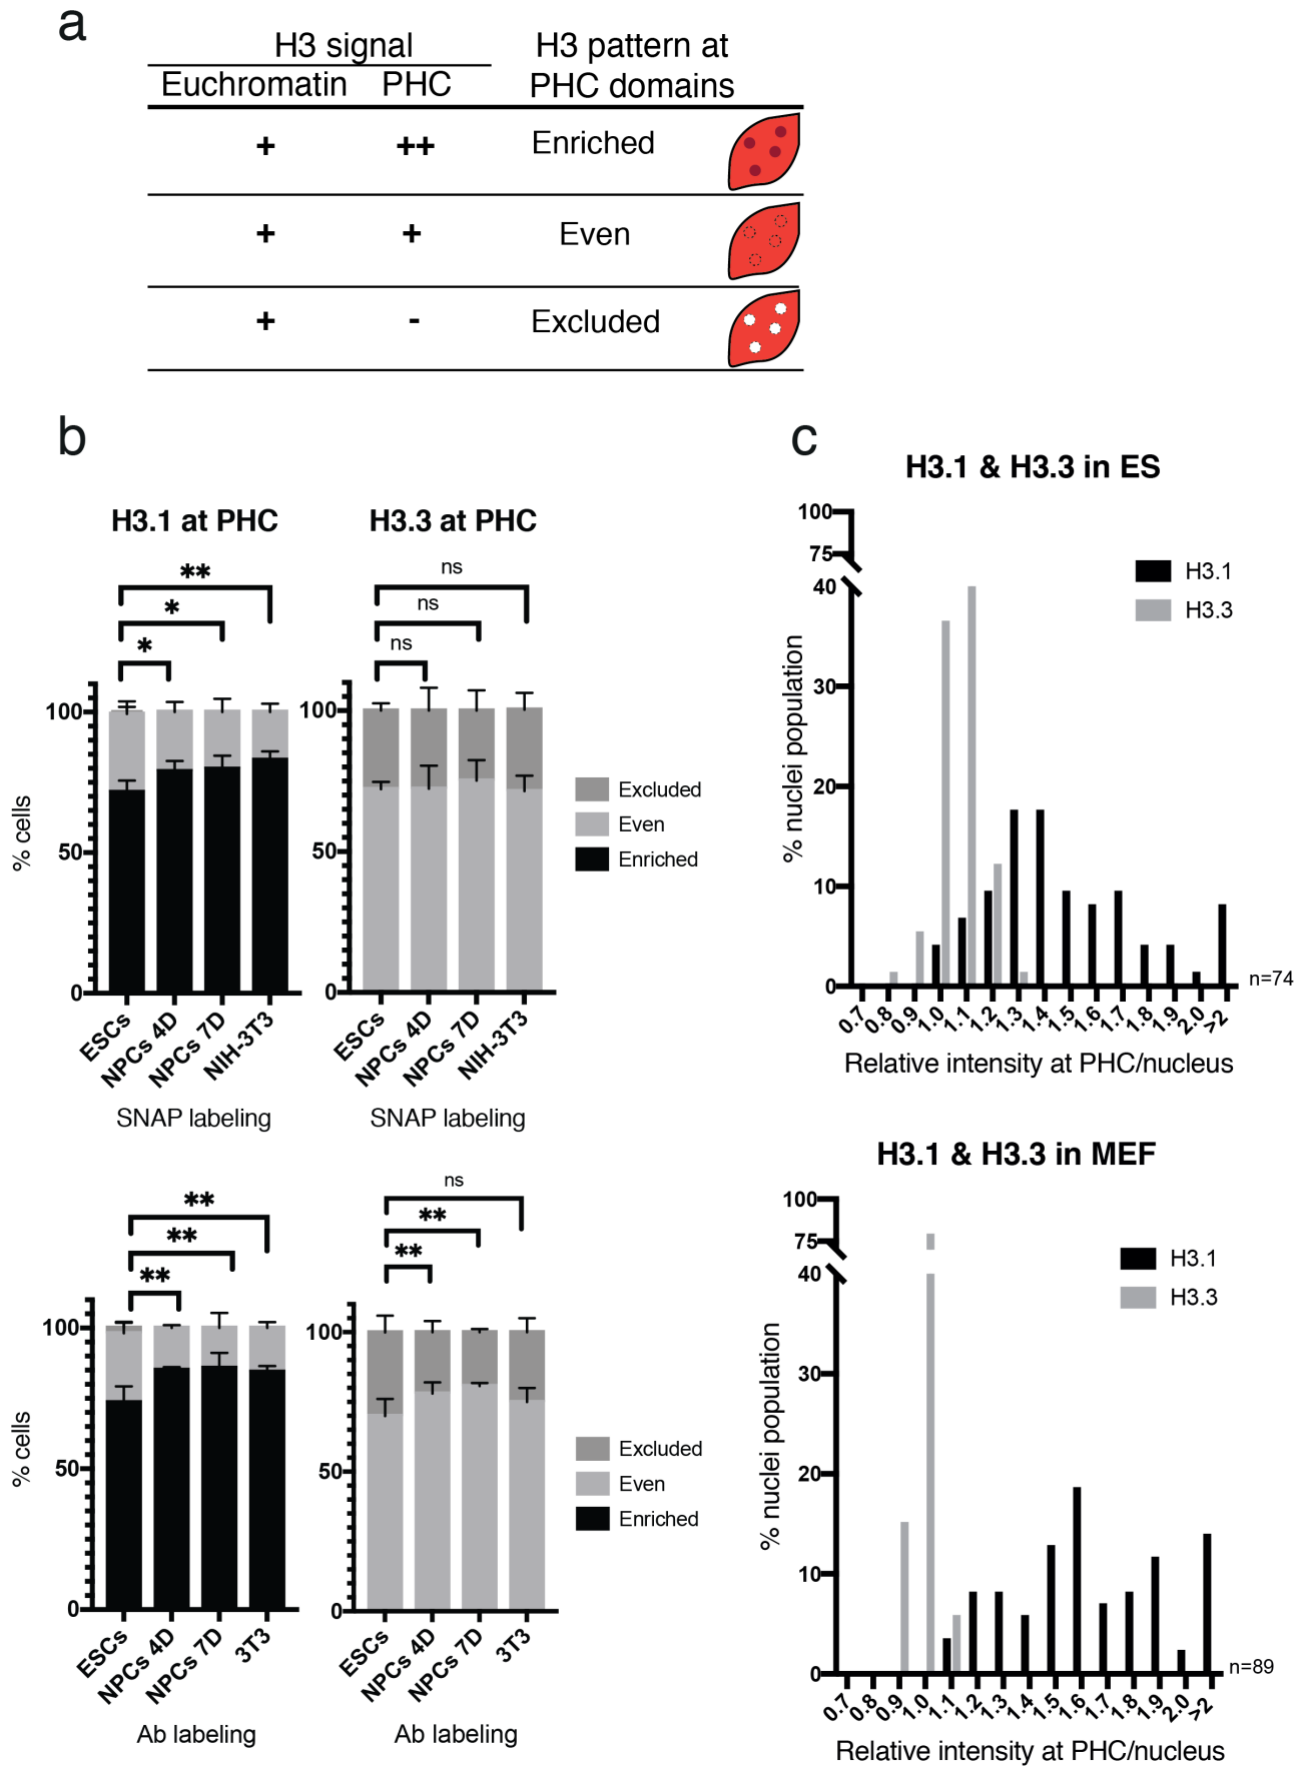 a
H3 signal
H3 pattern at
PHC domains
Euchromatin PHC
+ ++ Enriched
+ + Even
+ - Excluded
b
H3.1 at PHC
**
*
*
100
50
0
% cells
ESCs
NPCs 4D
NPCs 7D
NIH-3T3
SNAP labeling
H3.3 at PHC
ns
ns
ns
100
50
0
ESCs
NPCs 4D
NPCs 7D
NIH-3T3
SNAP labeling
Excluded
Even
Enriched
**
**
**
100
50
0
% cells
ESCs
NPCs 4D
NPCs 7D
3T3
Ab labeling
ns
**
**
100
50
0
ESCs
NPCs 4D
NPCs 7D
3T3
Ab labeling
Excluded
Even
Enriched
c
H3.1 & H3.3 in ES
100
75
40
30
20
10
0
% nuclei population
H3.1
H3.3
n=74
0.7
0.8
0.9
1.0
1.1
1.2
1.3
1.4
1.5
1.6
1.7
1.8
1.9
2.0
>2
Relative intensity at PHC/nucleus
H3.1 & H3.3 in MEF
100
75
40
30
20
10
0
% nuclei population
H3.1
H3.3
n=89
0.7
0.8
0.9
1.0
1.1
1.2
1.3
1.4
1.5
1.6
1.7
1.8
1.9
2.0
>2
Relative intensity at PHC/nucleus